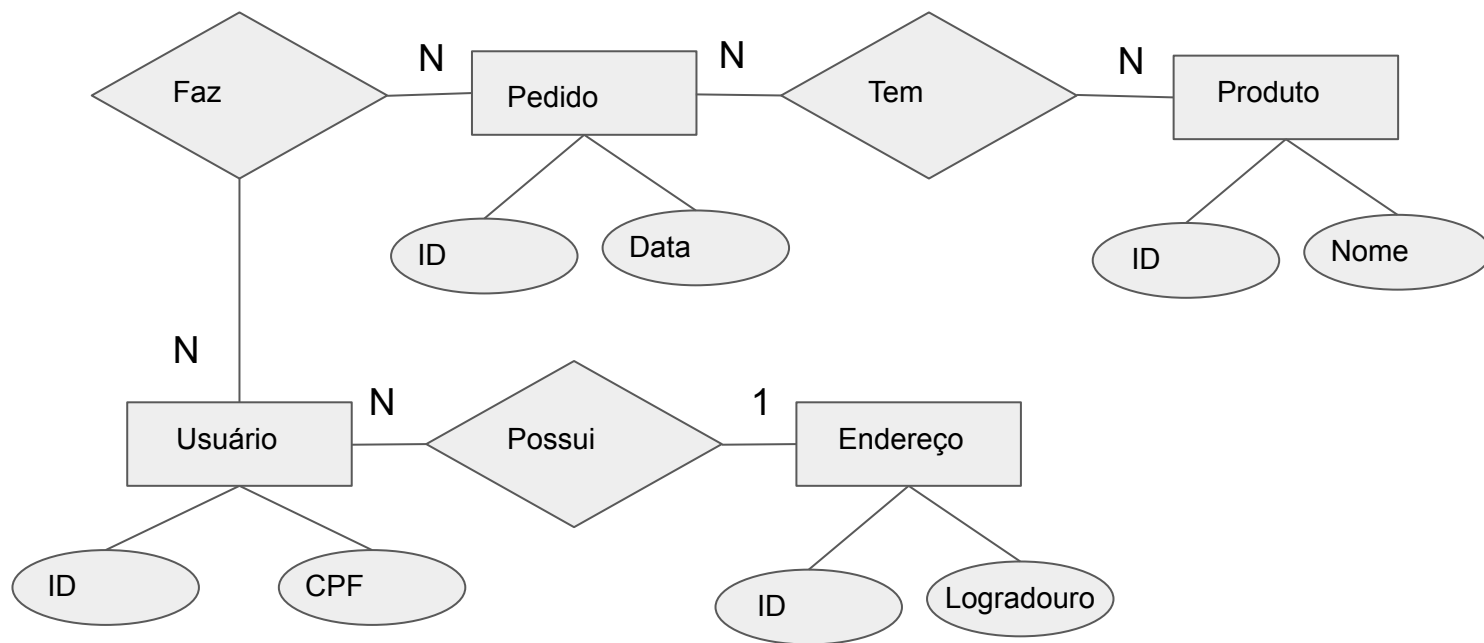 Faz
N
Pedido
N
Tem
N
Produto
ID
Data
ID
Nome
N
Usuário
N
Possui
1
Endereço
ID
CPF
ID
Logradouro